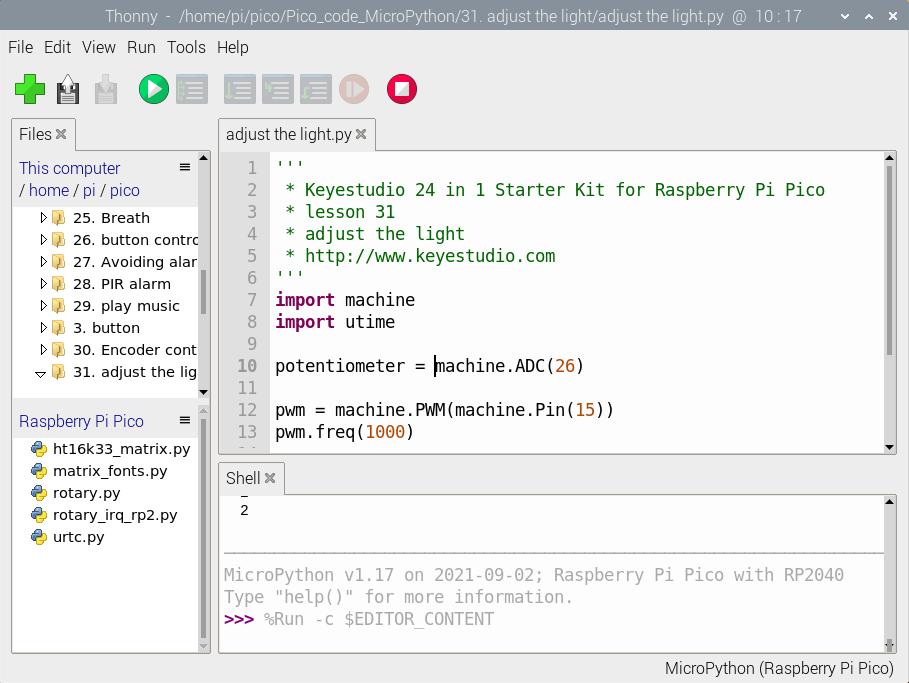 Thonny - /home/pi/pico/Pico_code_MicroPython/31. adjust the light/adjust the light.py @ 10 : 17
File Edit View Run Tools Help
Files
This computer
/ home / pi / pico
25. Breath
26. button contro
27. Avoiding alar
28. PIR alarm
29. play music
3. button
30. Encoder cont
31. adjust the lig
Raspberry Pi Pico
ht16k33_matrix.py
matrix_fonts.py
rotary.py
rotary_irq_rp2.py
urtc.py
adjust the light.py
1 '''
2 * Keyestudio 24 in 1 Starter Kit for Raspberry Pi Pico
3 * lesson 31
4 * adjust the light
5 * http://www.keyestudio.com
6 '''
7 import machine
8 import utime
9
10 potentiometer = machine.ADC(26)
11
12 pwm = machine.PWM(machine.Pin(15))
13 pwm.freq(1000)
Shell
2
MicroPython v1.17 on 2021-09-02; Raspberry Pi Pico with RP2040
Type "help()" for more information.
>>> %Run -c $EDITOR_CONTENT
MicroPython (Raspberry Pi Pico)